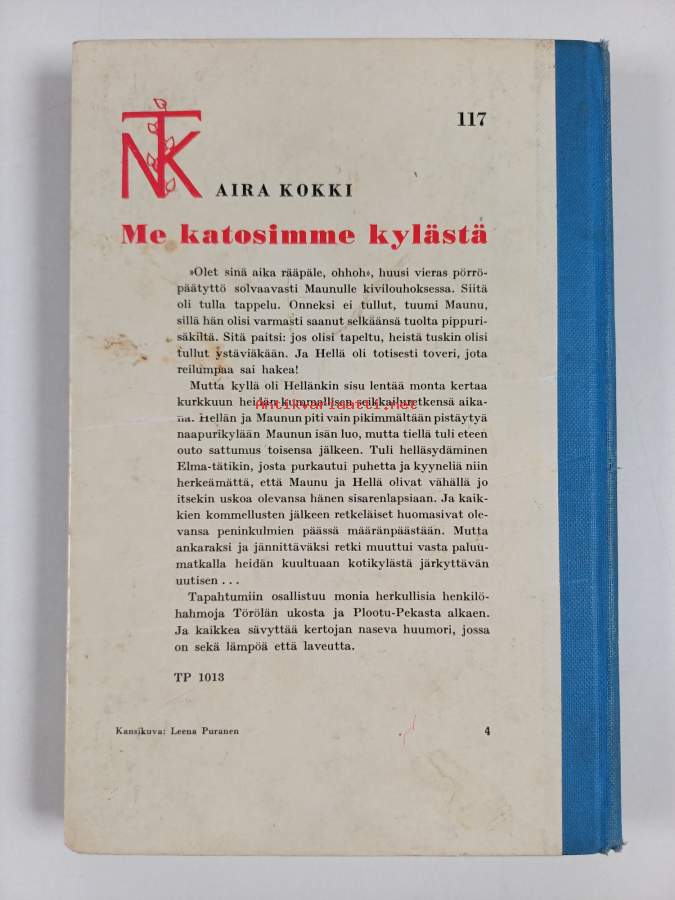 NTK
117
AIRA KOKKI
Me katosimme kylästä
»Olet sinä aika rääpäle, ohhoh», huusi vieras pörrö-
päätyttö solvaavasti Maunulle kivilouhoksessa. Siitä
oli tulla tappelu. Onneksi ei tullut, tuumi Maunu,
sillä hän olisi varmasti saanut selkäänsä tuolta pippuri-
säkiltä. Sitä paitsi: jos olisi tapeltu, heistä tuskin olisi
tullut ystäviäkään. Ja Hellä oli totisesti toveri, jota
reilumpaa sai hakea!
Mutta kyllä oli Hellänkin sisu lentää monta kertaa
kurkkuun heidän kummallisen seikkailuretkensä aika-
na. Hellän ja Maunun piti vain pikimmältään pistäytyä
naapurikylään Maunun isän luo, mutta tiellä tuli eteen
outo sattumus toisensa jälkeen. Tuli helläsydäminen
Elma-tätikin, josta purkautui puhetta ja kyyneliä niin
herkeämättä, että Maunu ja Hellä olivat vähällä jo
itsekin uskoa olevansa hänen sisarenlapsiaan. Ja kaik-
kien kommellusten jälkeen retkeläiset huomasivat ole-
vansa peninkulmien päässä määränpäästään. Mutta
ankaraksi ja jännittäväksi retki muuttui vasta paluu-
matkalla heidän kuultuaan kotikylästä järkyttävän
uutisen . . .
Tapahtumiin osallistuu monia herkullisia henkilö-
hahmoja Törölän ukosta ja Plootu-Pekasta alkaen.
Ja kaikkea sävyttää kertojan naseva huumori, jossa
on sekä lämpöä että laveutta.
TP 1013
Kansikuva: Leena Puranen
4
antikvariaatti.net